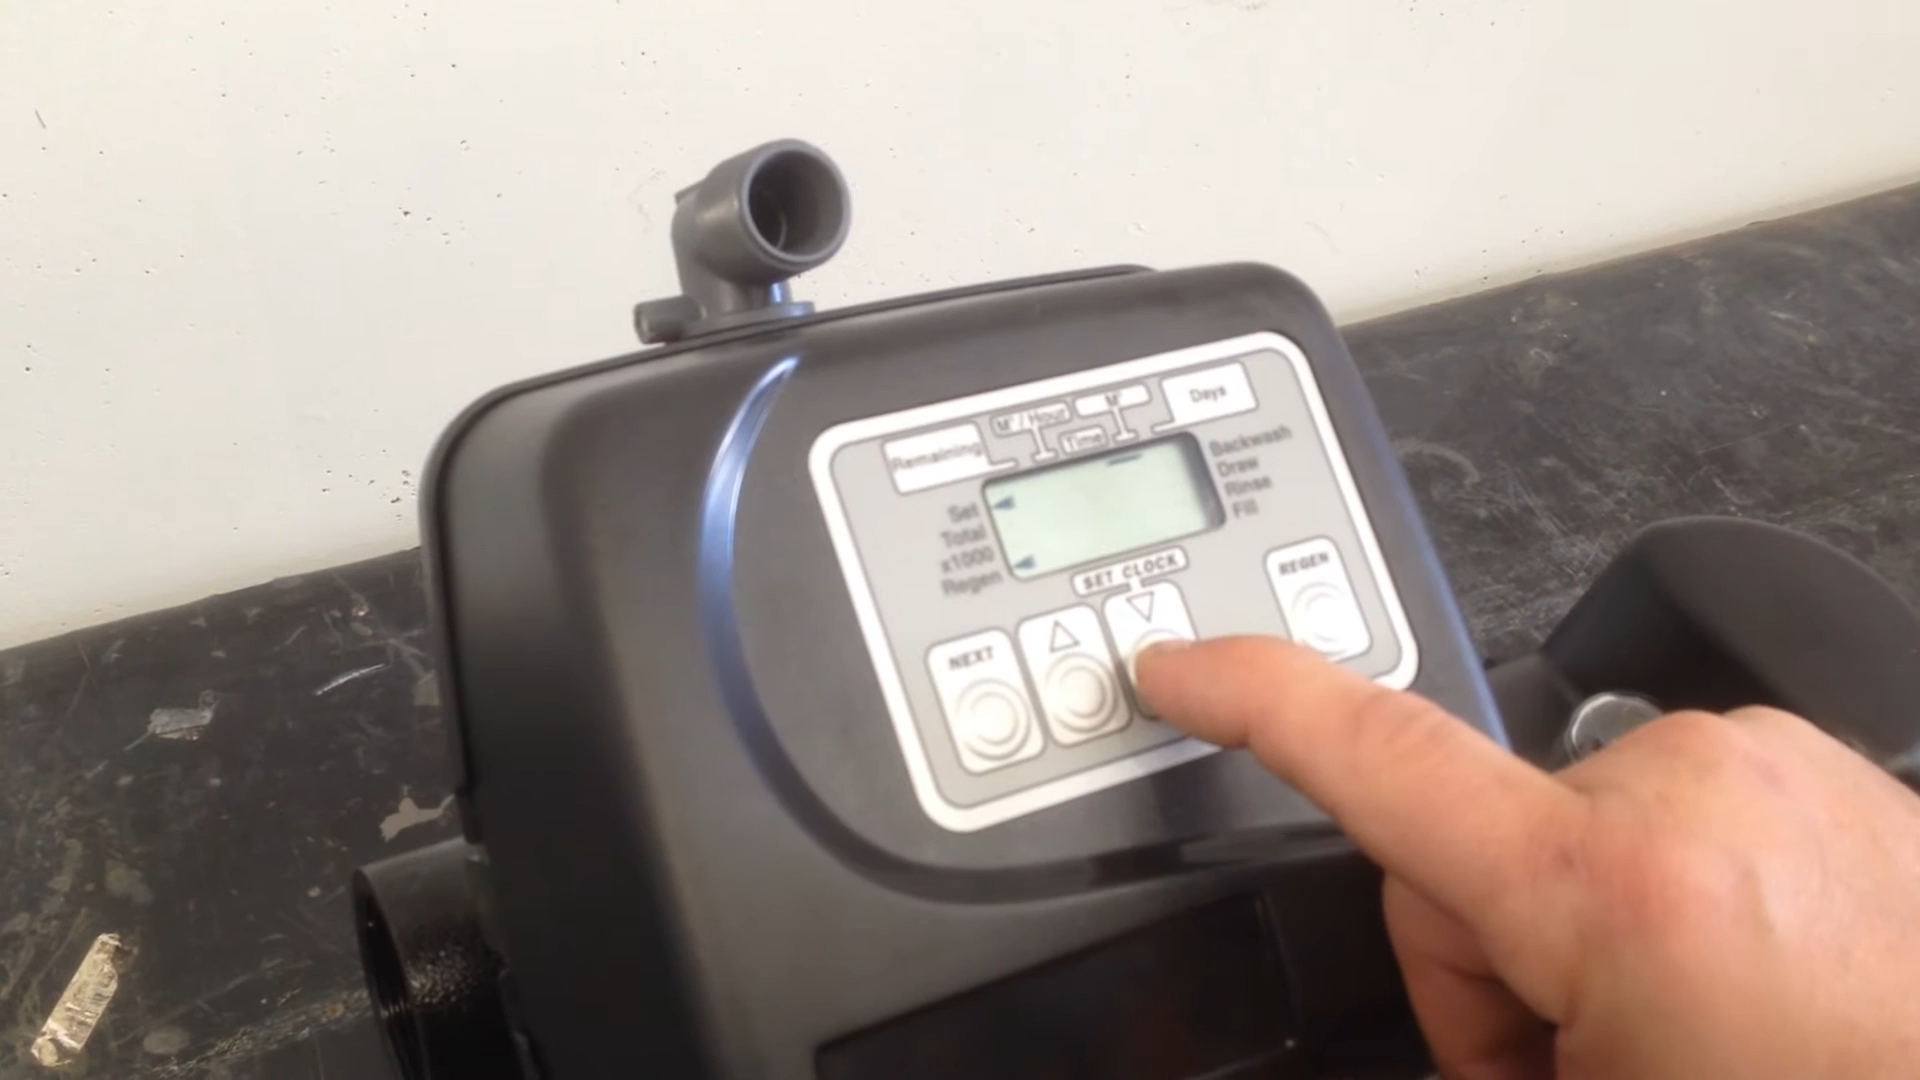 Remaining
M³/Hour
Time
M³
Days
Set
Total
x1000
Regen
Backwash
Draw
Rinse
Fill
SET CLOCK
NEXT
REGEN